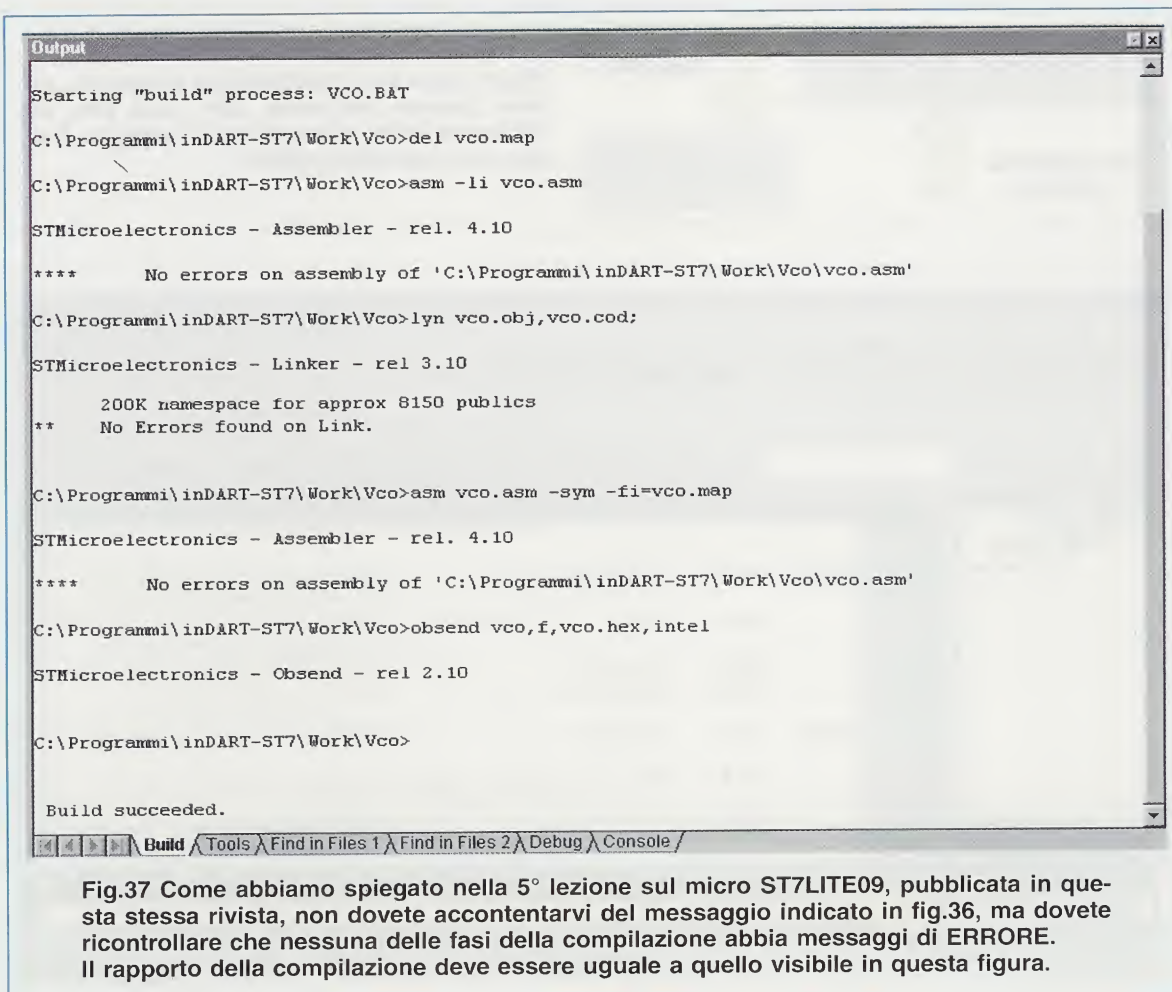 Output
Starting "build" process: VCO.BAT
C:\Programmi\inDART-ST7\Work\Vco>del vco.map
C:\Programmi\inDART-ST7\Work\Vco>asm -li vco.asm
STMicroelectronics - Assembler - rel. 4.10
**** No errors on assembly of 'C:\Programmi\inDART-ST7\Work\Vco\vco.asm'
C:\Programmi\inDART-ST7\Work\Vco>lyn vco.obj,vco.cod;
STMicroelectronics - Linker - rel 3.10
200K namespace for approx 8150 publics
** No Errors found on Link.
C:\Programmi\inDART-ST7\Work\Vco>asm vco.asm -sym -fi=vco.map
STMicroelectronics - Assembler - rel. 4.10
**** No errors on assembly of 'C:\Programmi\inDART-ST7\Work\Vco\vco.asm'
C:\Programmi\inDART-ST7\Work\Vco>obsend vco,f,vco.hex,intel
STMicroelectronics - Obsend - rel 2.10
C:\Programmi\inDART-ST7\Work\Vco>
Build succeeded.
Build Tools Find in Files 1 Find in Files 2 Debug Console
Fig.37 Come abbiamo spiegato nella 5° lezione sul micro ST7LITE09, pubblicata in que-
sta stessa rivista, non dovete accontentarvi del messaggio indicato in fig.36, ma dovete
ricontrollare che nessuna delle fasi della compilazione abbia messaggi di ERRORE.
Il rapporto della compilazione deve essere uguale a quello visibile in questa figura.